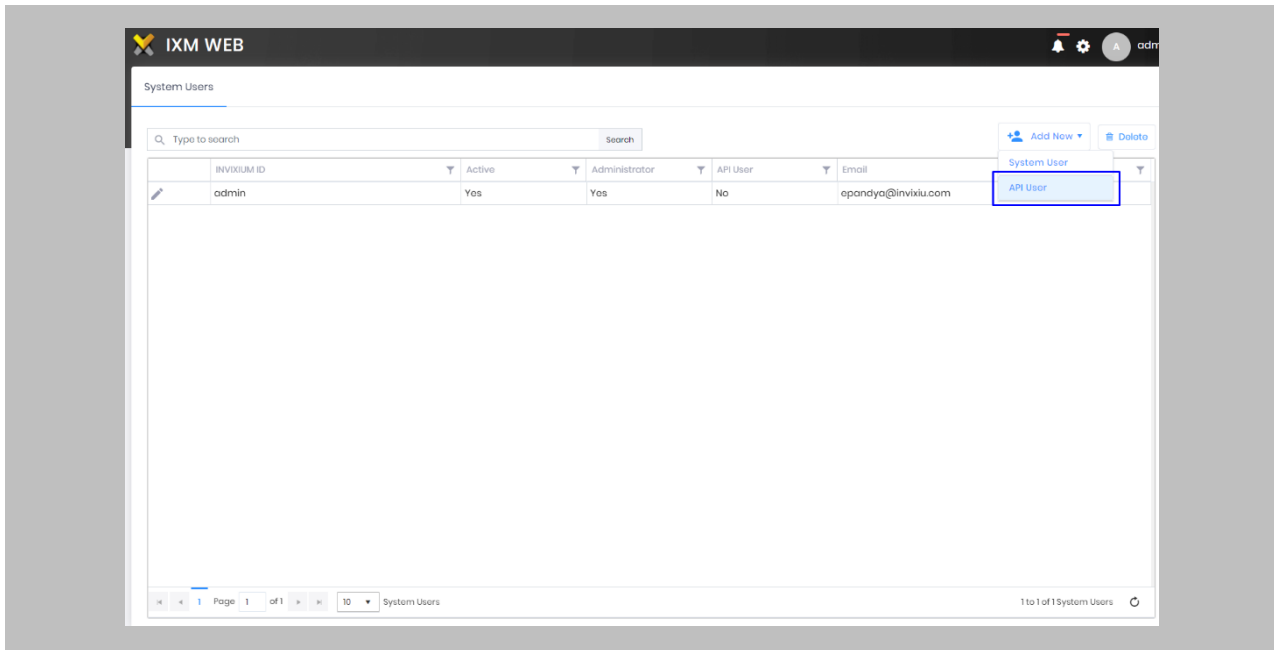 IXM WEB
A adm
System Users
Type to search Search Add New Delete
System User
API User
INVIXIUM ID Active Administrator API User Email
admin Yes Yes No epandya@invixiu.com
1 Page 1 of 1 10 System Users 1 to 1 of 1 System Users